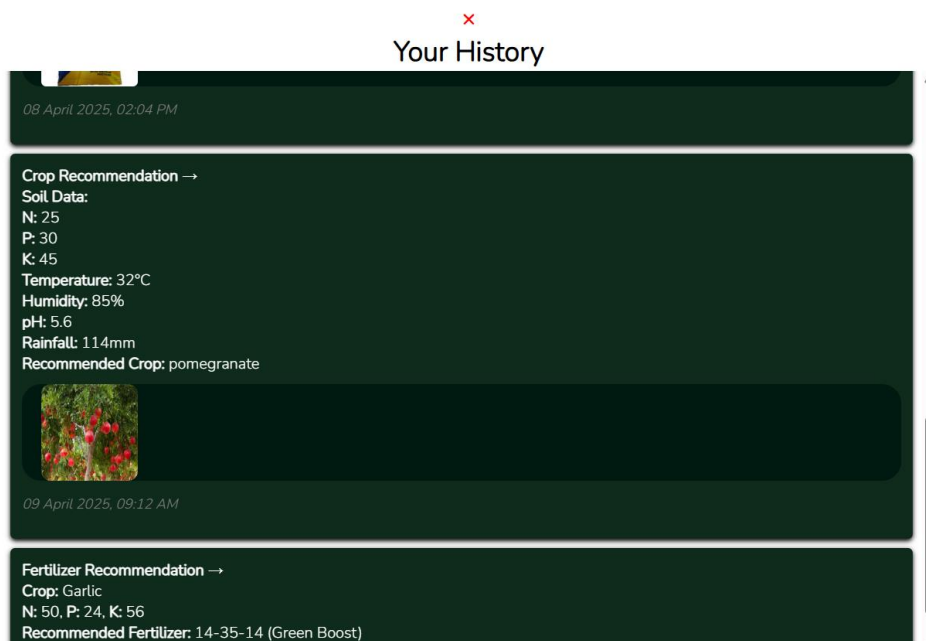 ×
Your History
08 April 2025, 02:04 PM
Crop Recommendation →
Soil Data:
N: 25
P: 30
K: 45
Temperature: 32°C
Humidity: 85%
pH: 5.6
Rainfall: 114mm
Recommended Crop: pomegranate
09 April 2025, 09:12 AM
Fertilizer Recommendation →
Crop: Garlic
N: 50, P: 24, K: 56
Recommended Fertilizer: 14-35-14 (Green Boost)